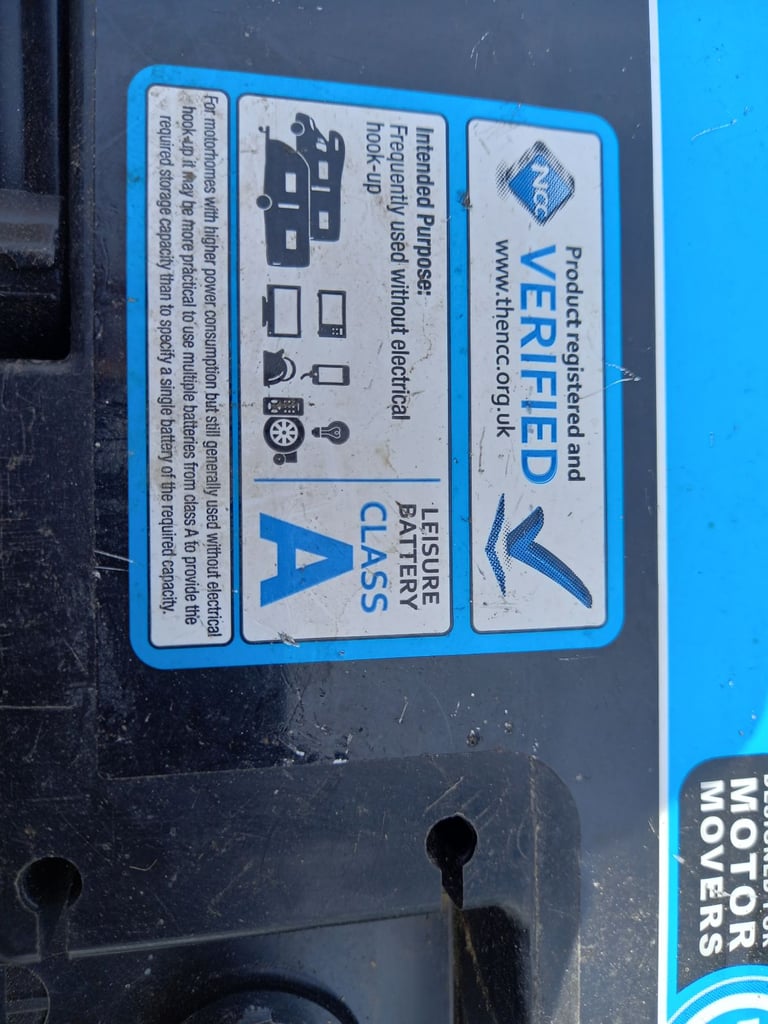 NCC
Product registered and
VERIFIED
www.thencc.org.uk
Intended Purpose:
Frequently used without electrical
hook-up
LEISURE
BATTERY
CLASS
A
For motorhomes with higher power consumption but still generally used without electrical
hook-up it may be more practical to use multiple batteries from class A to provide the
required storage capacity than to specify a single battery of the required capacity.
DESIGNED FOR
MOTOR
MOVERS